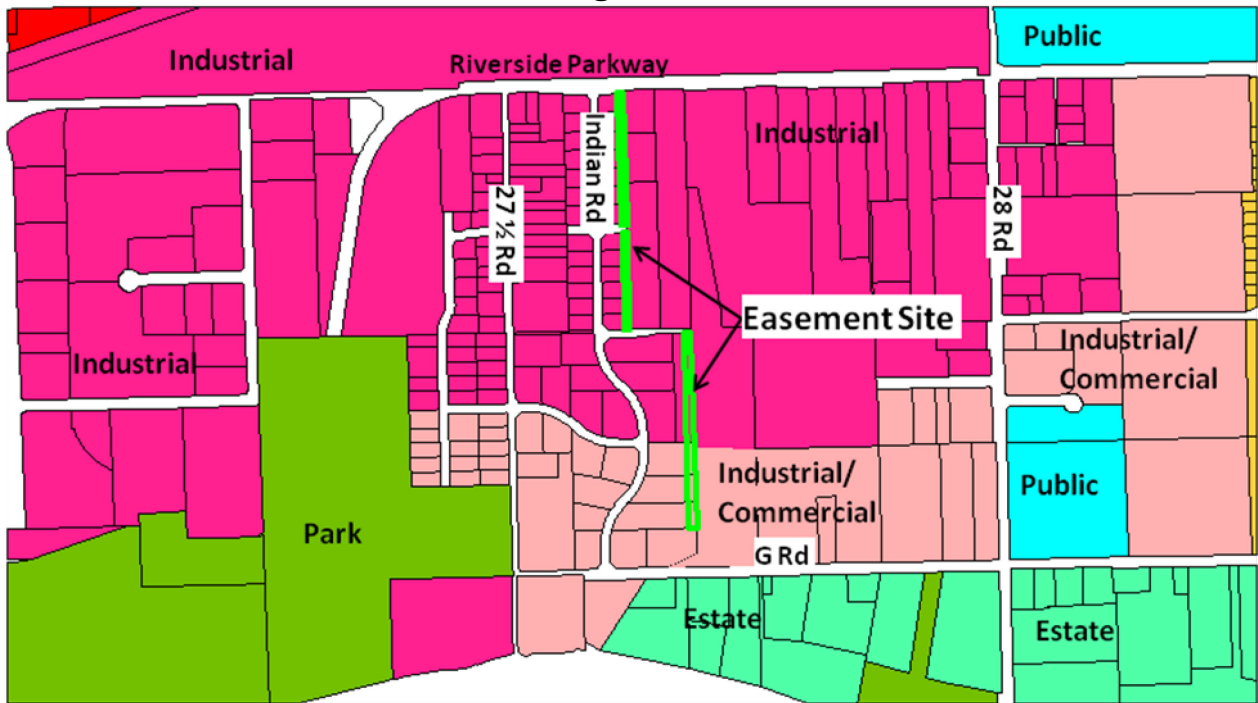 Public
Industrial
Riverside Parkway
Indian Rd
Industrial
27 ½ Rd
28 Rd
Easement Site
Industrial
Industrial/
Commercial
Industrial/
Commercial
Public
Park
G Rd
Estate
Estate